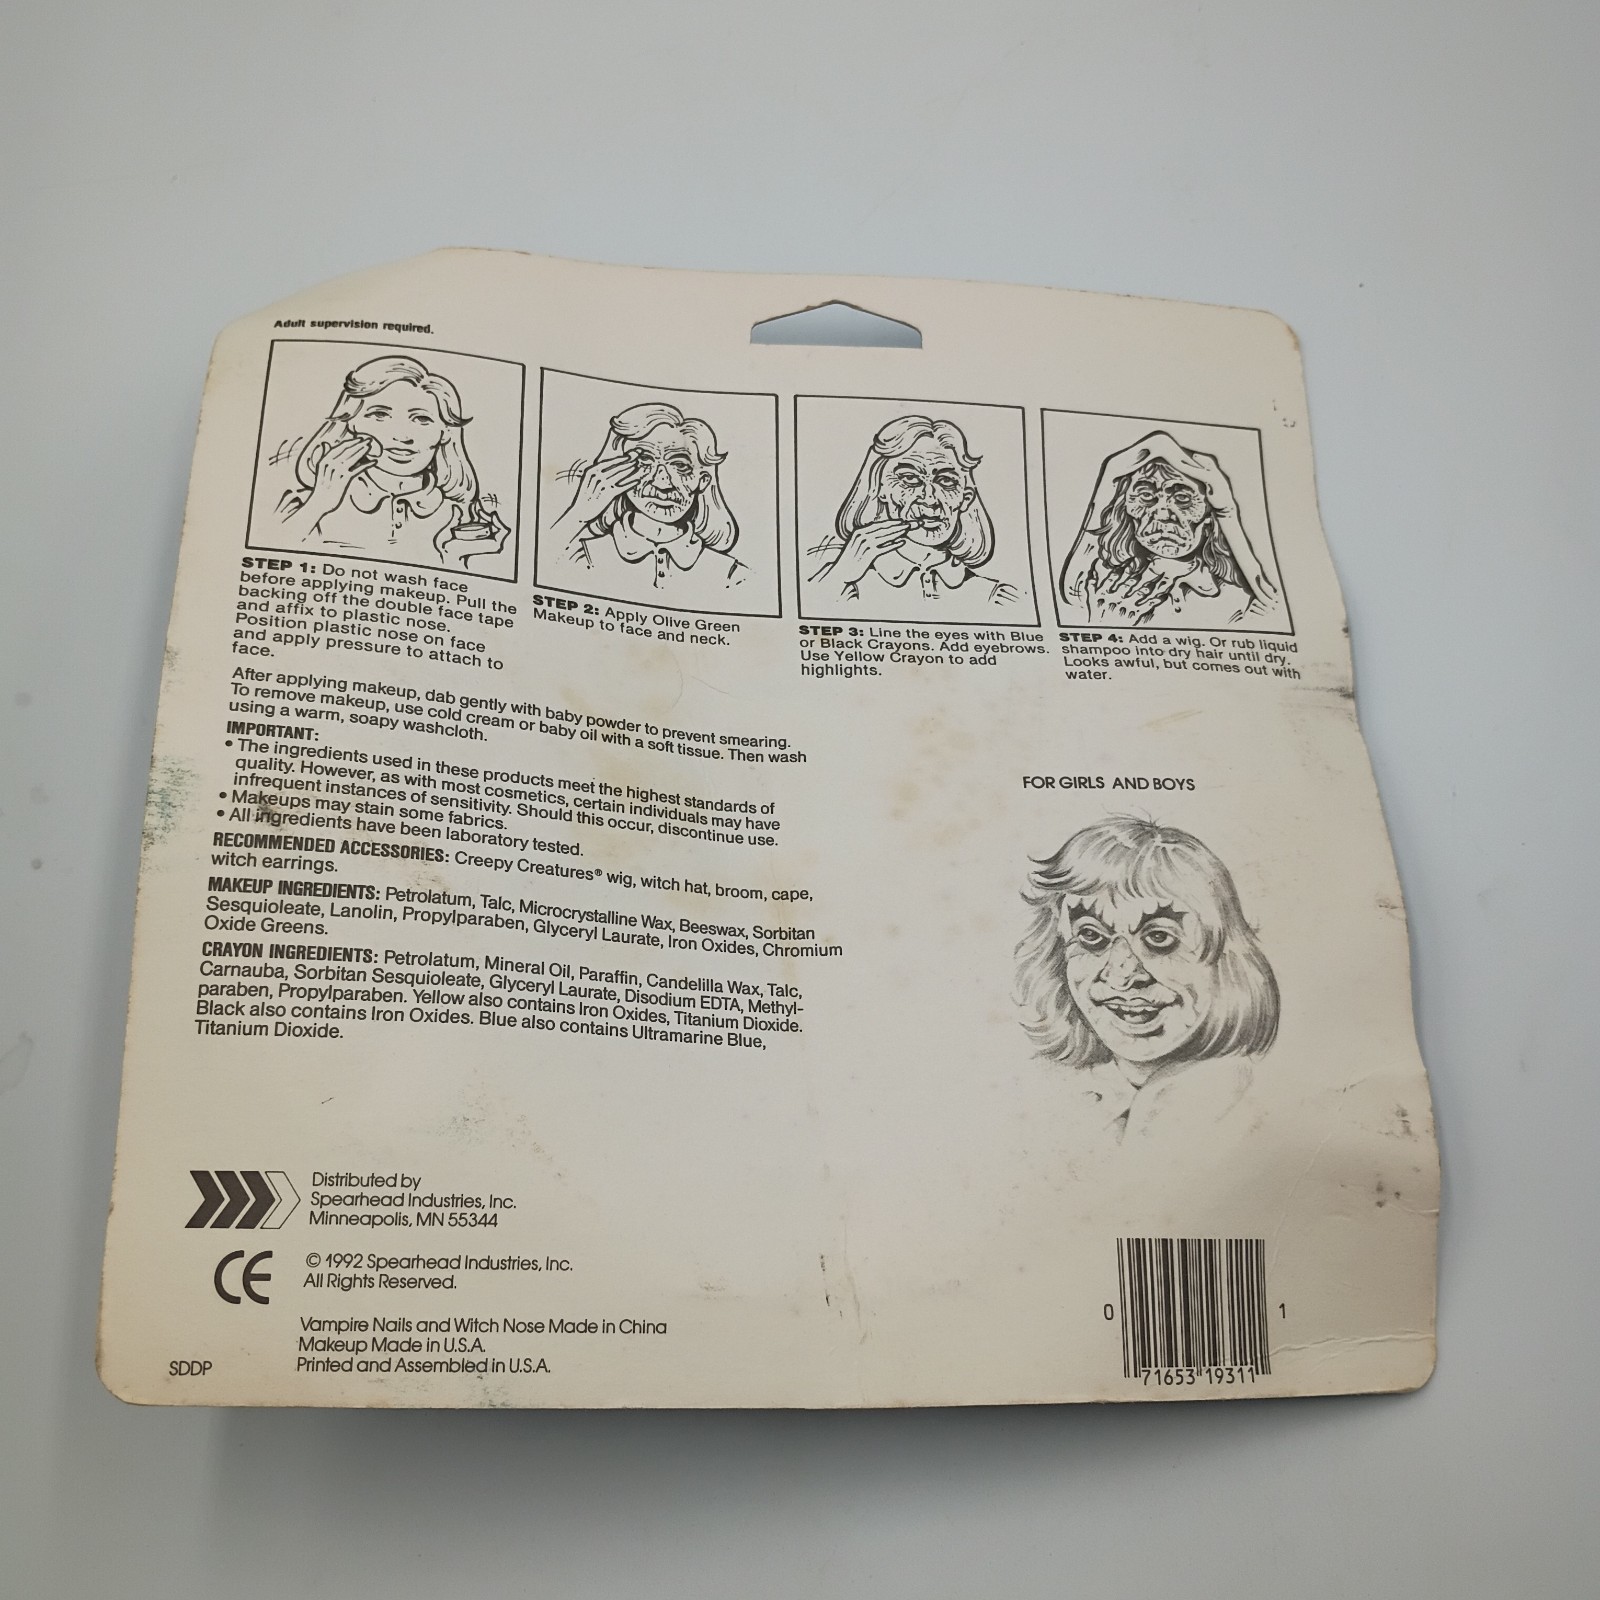 Adult supervision required.
STEP 1: Do not wash face
before applying makeup. Pull the
backing off the double face tape
and affix to plastic nose.
Position plastic nose on face
and apply pressure to attach to
face.
STEP 2: Apply Olive Green
Makeup to face and neck.
STEP 3: Line the eyes with Blue
or Black Crayons. Add eyebrows.
Use Yellow Crayon to add
highlights.
STEP 4: Add a wig. Or rub liquid
shampoo into dry hair until dry.
Looks awful, but comes out with
water.
After applying makeup, dab gently with baby powder to prevent smearing.
To remove makeup, use cold cream or baby oil with a soft tissue. Then wash
using a warm, soapy washcloth.
IMPORTANT:
• The ingredients used in these products meet the highest standards of
quality. However, as with most cosmetics, certain individuals may have
infrequent instances of sensitivity. Should this occur, discontinue use.
• Makeups may stain some fabrics.
• All ingredients have been laboratory tested.
RECOMMENDED ACCESSORIES: Creepy Creatures® wig, witch hat, broom, cape,
witch earrings.
MAKEUP INGREDIENTS: Petrolatum, Talc, Microcrystalline Wax, Beeswax, Sorbitan
Sesquioleate, Lanolin, Propylparaben, Glyceryl Laurate, Iron Oxides, Chromium
Oxide Greens.
CRAYON INGREDIENTS: Petrolatum, Mineral Oil, Paraffin, Candelilla Wax, Talc,
Carnauba, Sorbitan Sesquioleate, Glyceryl Laurate, Disodium EDTA, Methyl-
paraben, Propylparaben. Yellow also contains Iron Oxides, Titanium Dioxide.
Black also contains Iron Oxides. Blue also contains Ultramarine Blue,
Titanium Dioxide.
FOR GIRLS AND BOYS
Distributed by
Spearhead Industries, Inc.
Minneapolis, MN 55344
CE
© 1992 Spearhead Industries, Inc.
All Rights Reserved.
Vampire Nails and Witch Nose Made in China
Makeup Made in U.S.A.
Printed and Assembled in U.S.A.
SDDP
0 71653 19311 1